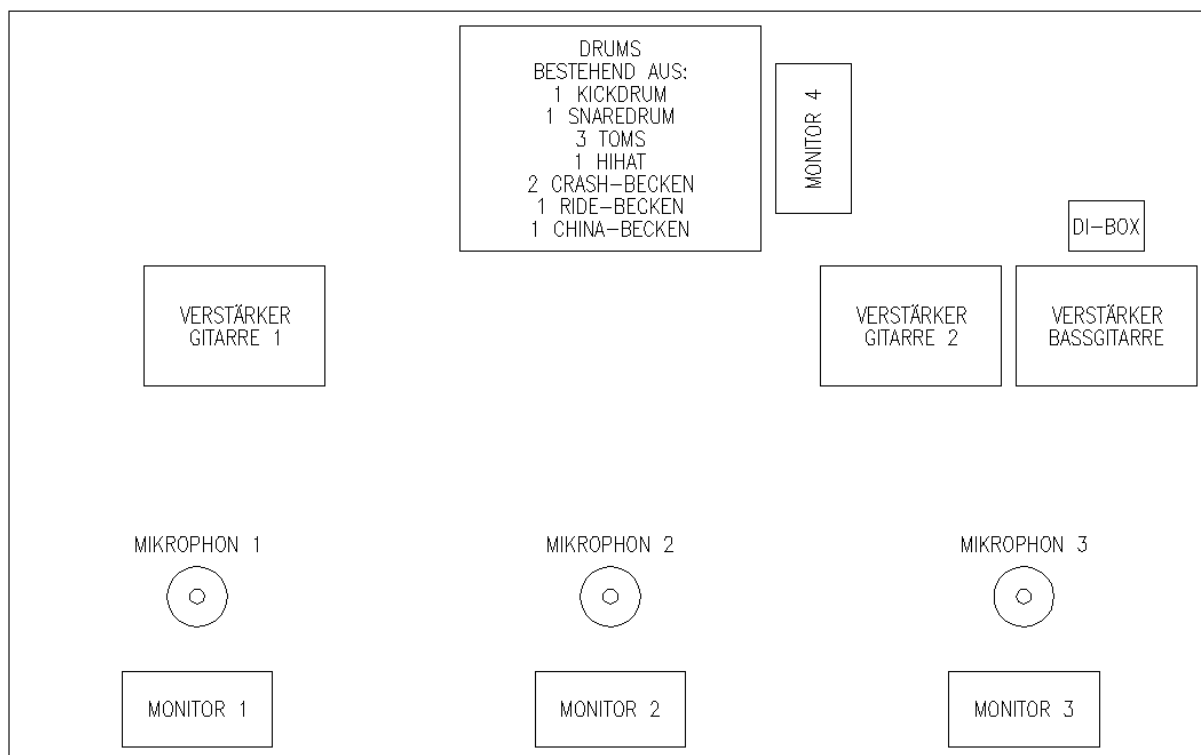 DRUMS
BESTEHEND AUS:
1 KICKDRUM
1 SNAREDRUM
3 TOMS
1 HIHAT
2 CRASH-BECKEN
1 RIDE-BECKEN
1 CHINA-BECKEN
MONITOR 4
DI-BOX
VERSTÄRKER
GITARRE 1
VERSTÄRKER
GITARRE 2
VERSTÄRKER
BASSGITARRE
MIKROPHON 1
MIKROPHON 2
MIKROPHON 3
MONITOR 1
MONITOR 2
MONITOR 3